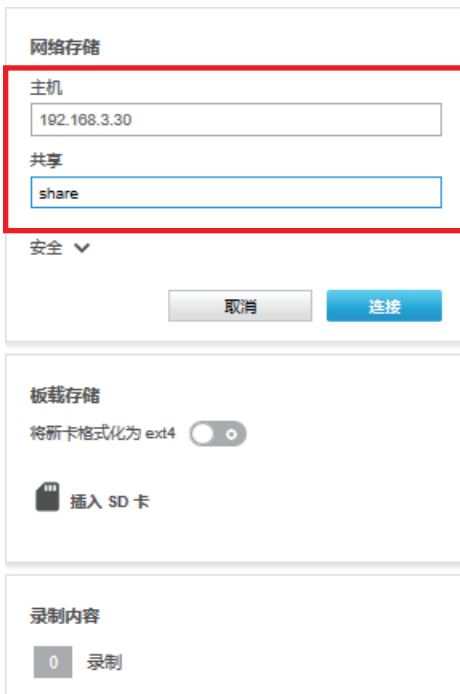 网络存储
主机
192.168.3.30
共享
share
安全
取消 连接
板载存储
将新卡格式化为 ext4
插入 SD 卡
录制内容
0 录制